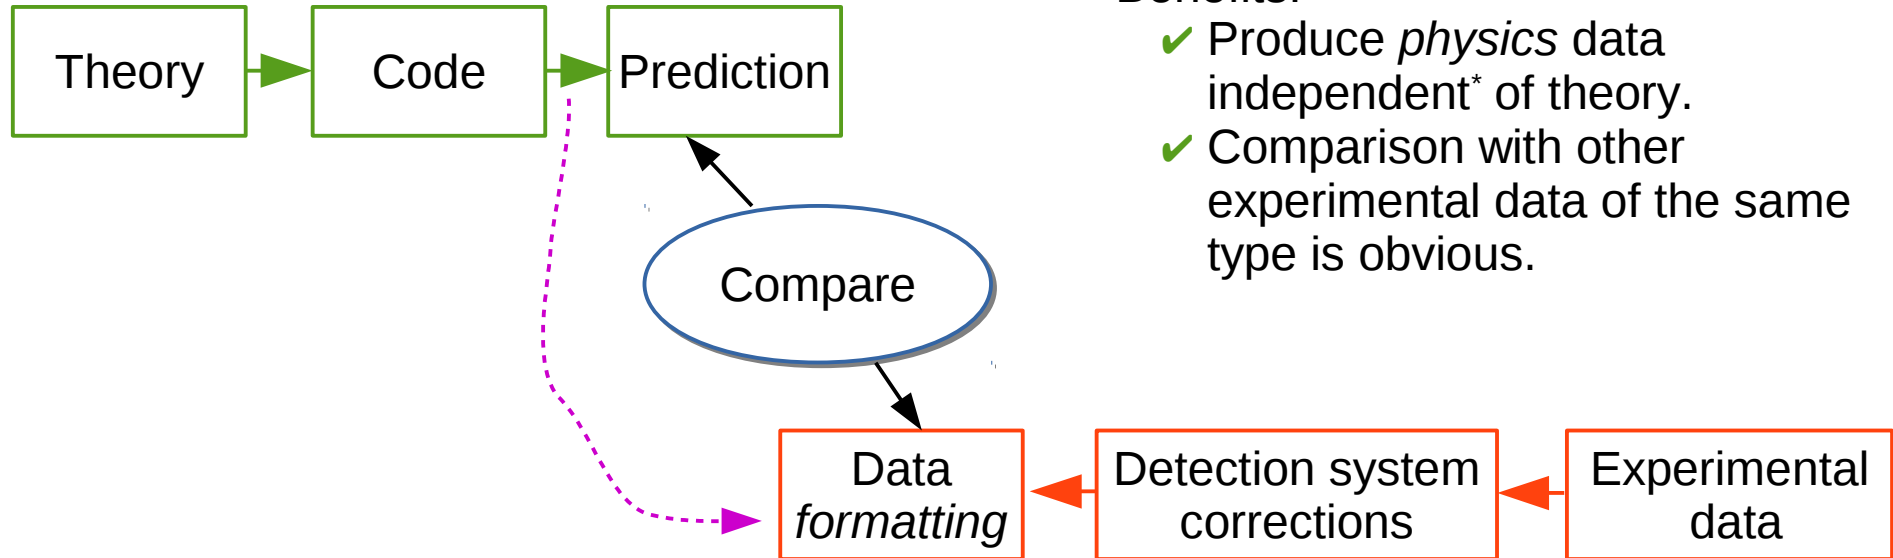 Theory
Code
Prediction
✔ Produce physics data
independent* of theory.
✔ Comparison with other
experimental data of the same
type is obvious.
Compare
Data
formatting
Detection system
corrections
Experimental
data